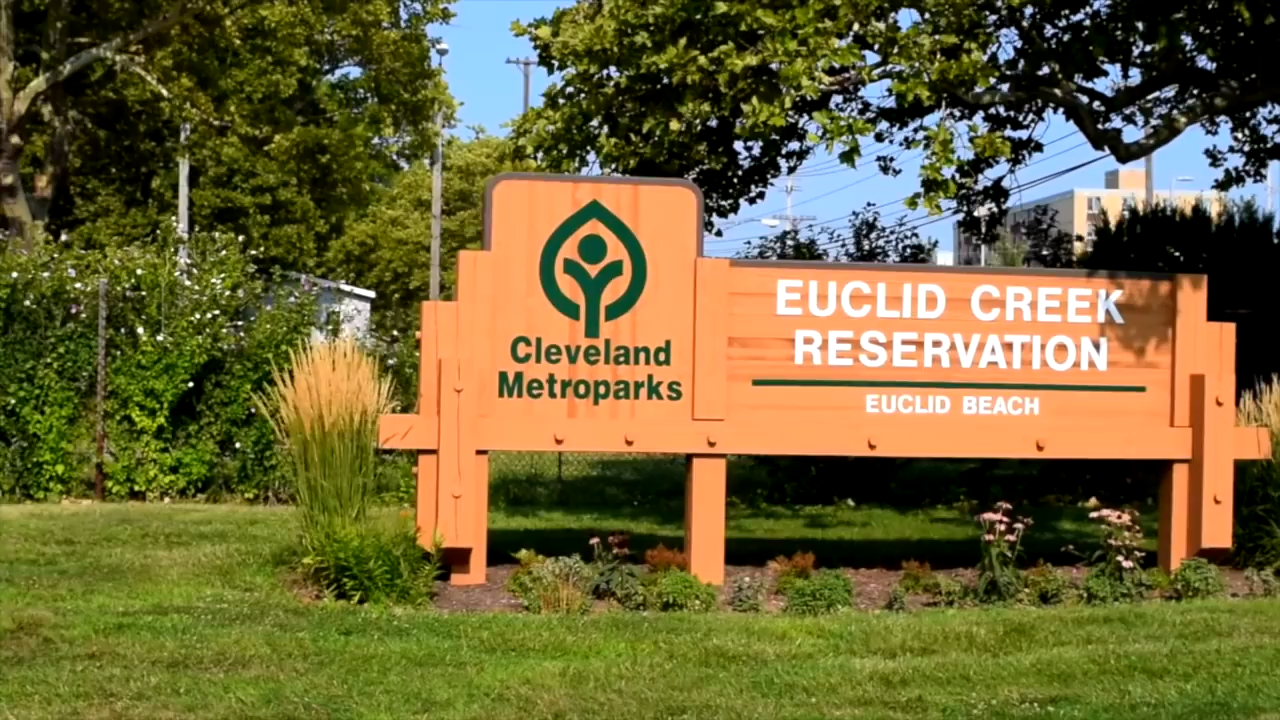 Cleveland
Metroparks
EUCLID CREEK
RESERVATION
EUCLID BEACH